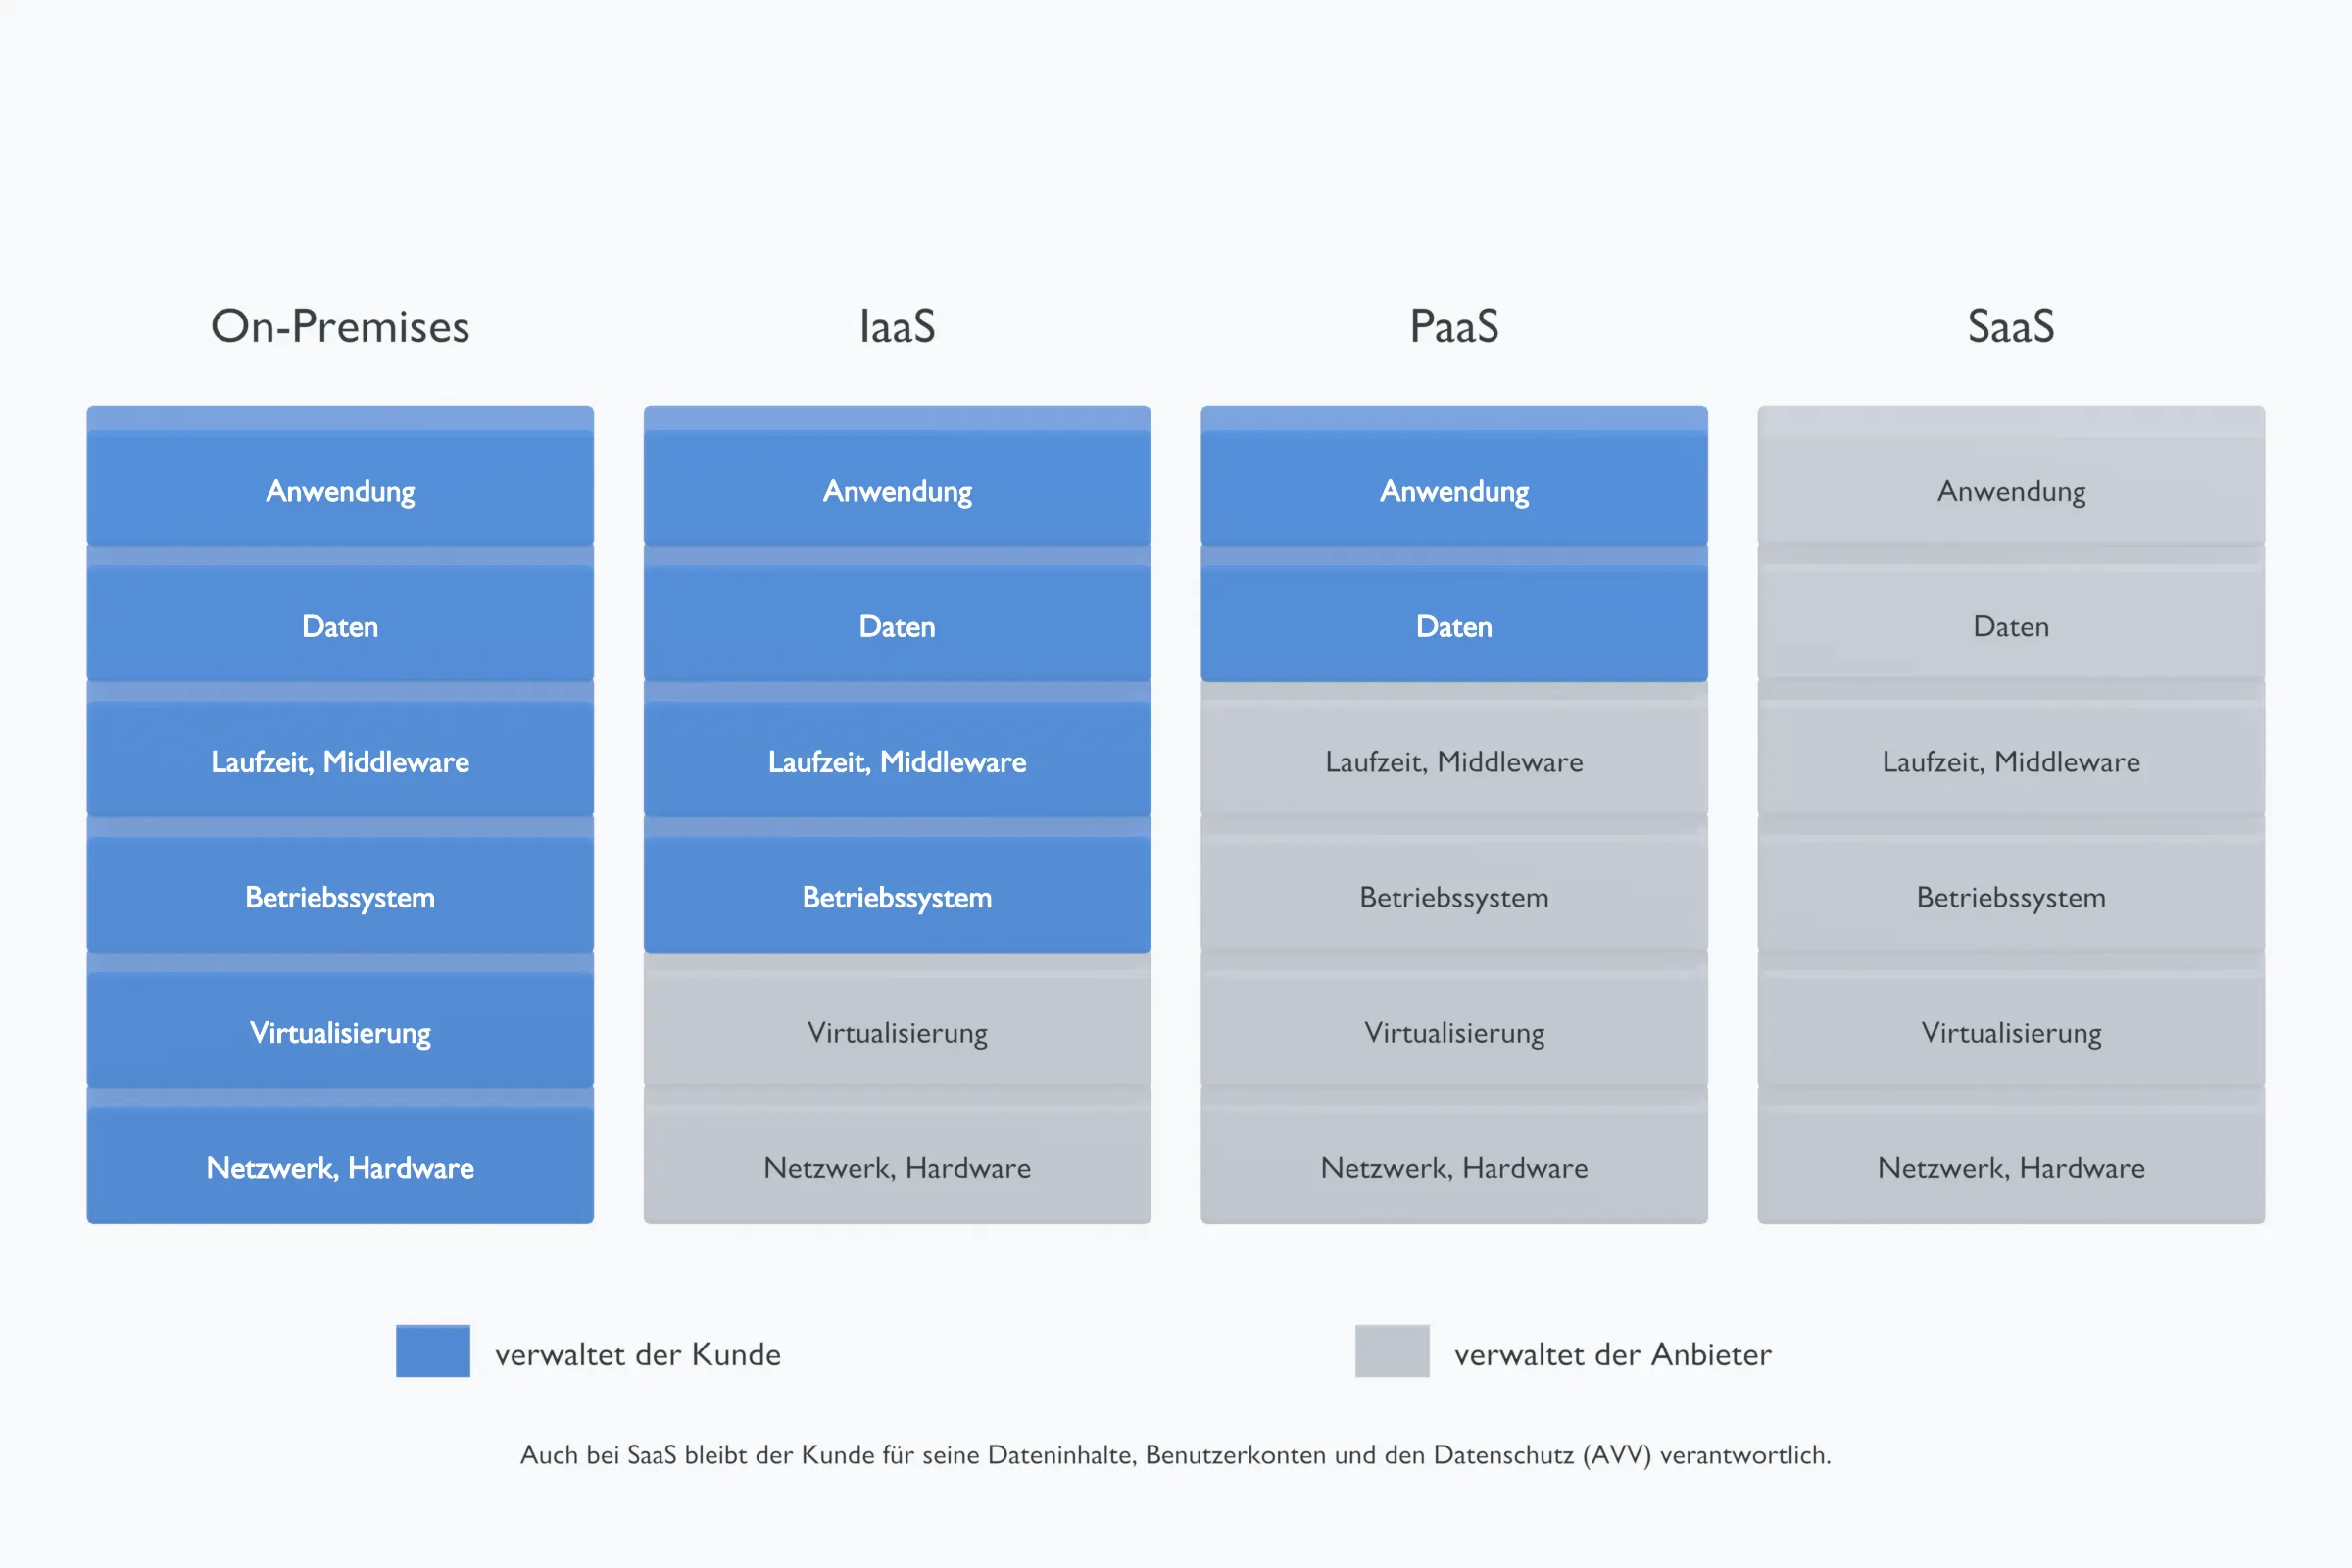 On-Premises
IaaS
PaaS
SaaS
Anwendung
Anwendung
Anwendung
Anwendung
Daten
Daten
Daten
Daten
Laufzeit, Middleware
Laufzeit, Middleware
Laufzeit, Middleware
Laufzeit, Middleware
Betriebssystem
Betriebssystem
Betriebssystem
Betriebssystem
Virtualisierung
Virtualisierung
Virtualisierung
Virtualisierung
Netzwerk, Hardware
Netzwerk, Hardware
Netzwerk, Hardware
Netzwerk, Hardware
verwaltet der Kunde
verwaltet der Anbieter
Auch bei SaaS bleibt der Kunde für seine Dateninhalte, Benutzerkonten und den Datenschutz (AVV) verantwortlich.